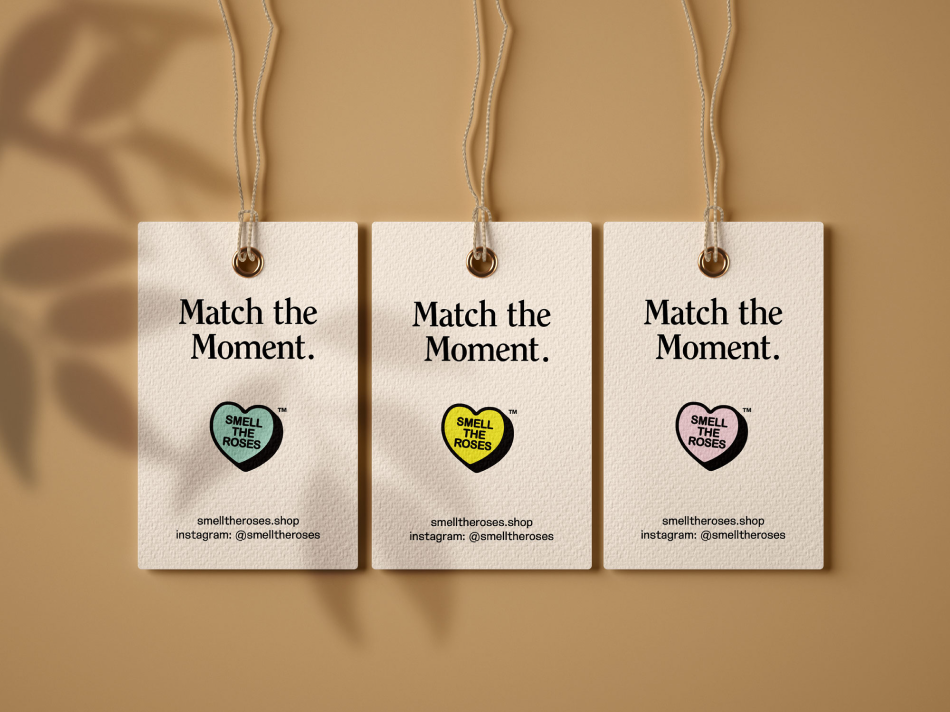 Match the
Moment.
SMELL
THE
ROSES
TM
smelltheroses.shop
instagram: @smelltheroses
Match the
Moment.
SMELL
THE
ROSES
TM
smelltheroses.shop
instagram: @smelltheroses
Match the
Moment.
SMELL
THE
ROSES
TM
smelltheroses.shop
instagram: @smelltheroses